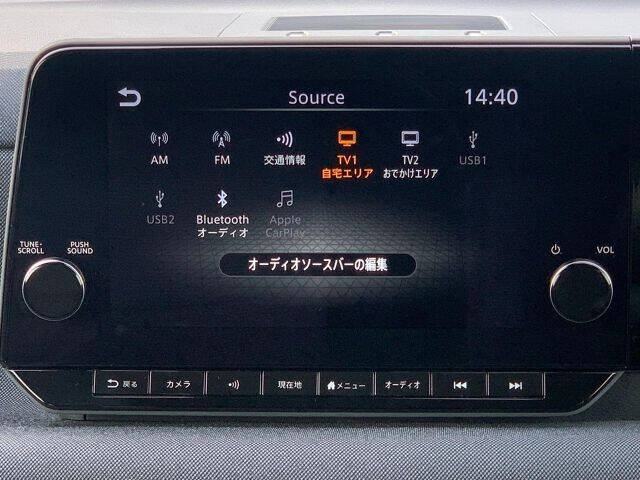 Source
14:40
AM
FM
交通情報
TV1
自宅エリア
TV2
おでかけエリア
USB1
USB2
Bluetooth
オーディオ
Apple
CarPlay
TUNE・
SCROLL
PUSH
SOUND
VOL
オーディオソースバーの編集
戻る
カメラ
現在地
メニュー
オーディオ